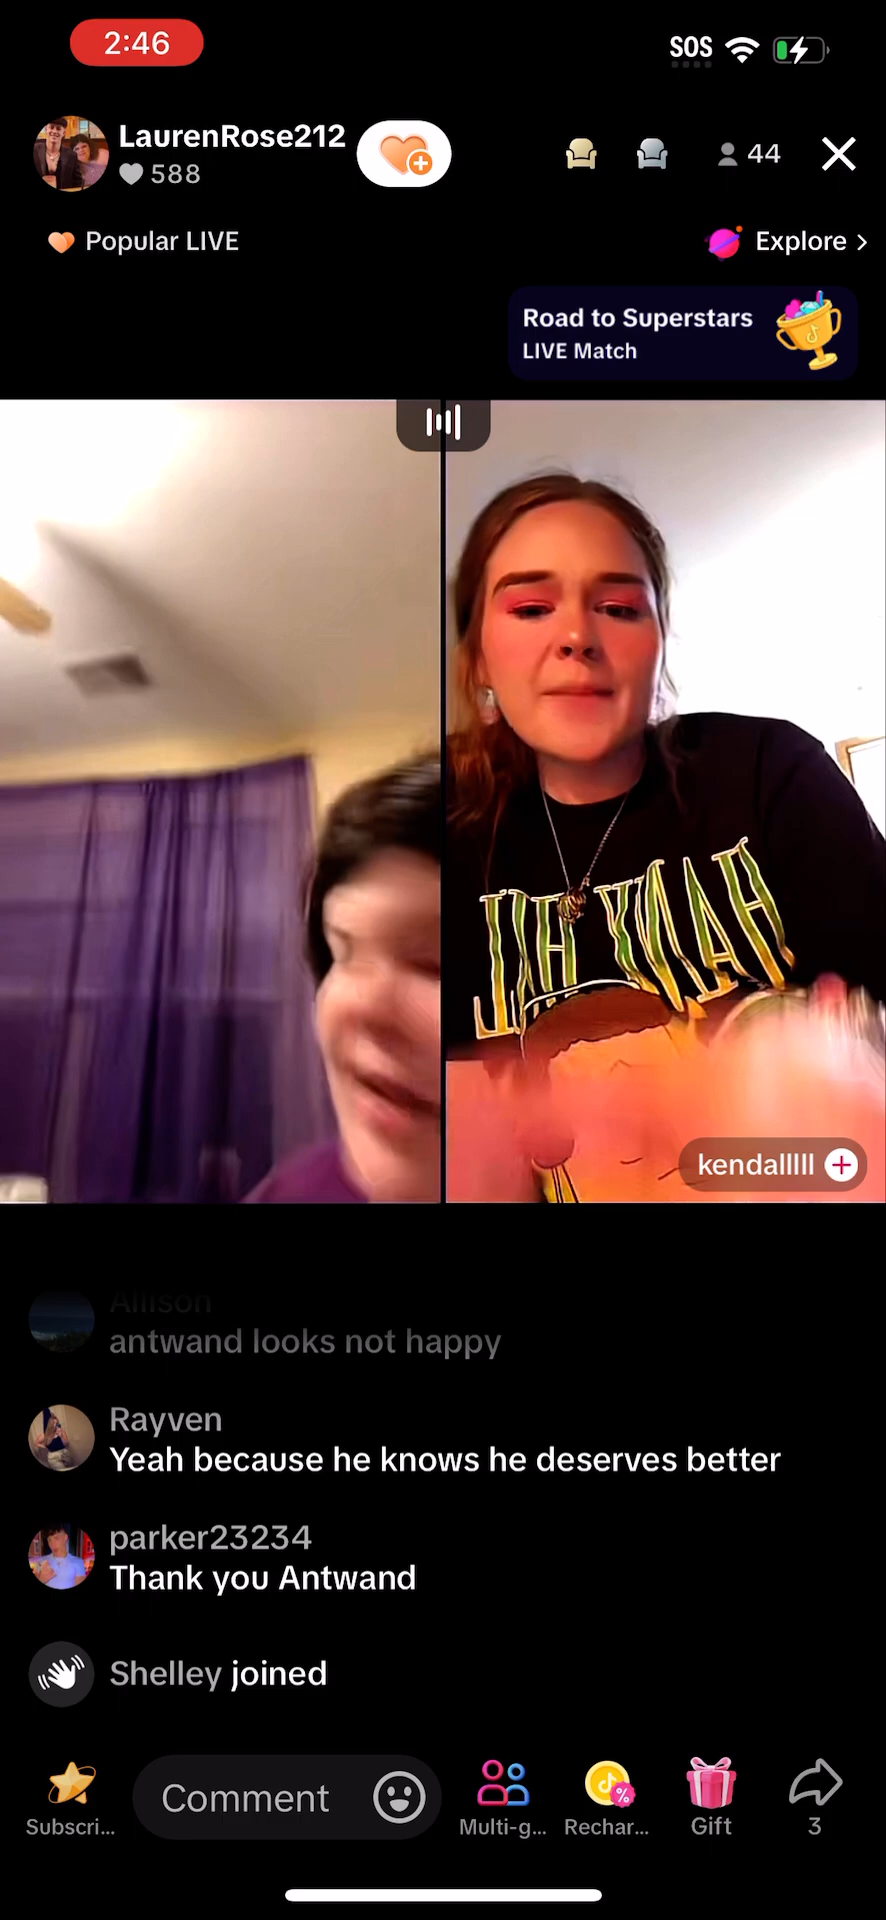 2:46
SOS
LaurenRose212
588
44
Popular LIVE
Explore >
Road to Superstars
LIVE Match
kendalllll
Allison
antwand looks not happy
Rayven
Yeah because he knows he deserves better
parker23234
Thank you Antwand
Shelley joined
Comment
Subscri...
Multi-g...
Rechar...
Gift
3